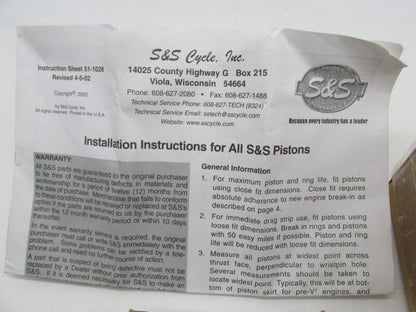 Instruction Sheet 51-1028
Revised 4-5-02
Copyright© 2002
by S&S Cycle, Inc.
All rights reserved. Printed in the U.S.A.
S&S Cycle, Inc.
14025 County Highway G Box 215
Viola, Wisconsin 54664
Phone: 608-627-2080 • Fax: 608-627-1488
Technical Service Phone: 608-627-TECH (8324)
Technical Service Email: sstech@sscycle.com
Website: www.sscycle.com
S&S
Because every industry has a leader
Installation Instructions for All S&S Pistons
WARRANTY:
All S&S parts are guaranteed to the original purchaser
to be free of manufacturing defects in materials and
workmanship for a period of twelve (12) months from
the date of purchase. Merchandise that fails to conform
to these conditions will be repaired or replaced at S&S's
option if the parts are returned to us by the purchaser
within the 12 month warranty period or within 10 days
thereafter.
In the event warranty service is required, the original
purchaser must call or write S&S immediately with the
problem. Some problems can be rectified by a tele-
phone call and need no further course of action.
A part that is suspect of being defective must not be
replaced by a Dealer without prior authorization from
S&S. If it is deemed necessary for S&S to make an
General Information
1. For maximum piston and ring life, fit pistons
using close fit dimensions. Close fit requires
absolute adherence to new engine break-in as
described on page 4.
2. For immediate drag strip use, fit pistons using
loose fit dimensions. Break in rings and pistons
with 50 easy miles if possible. Piston and ring
life will be reduced with loose fit dimensions.
3. Measure all pistons at widest point across
thrust face, perpendicular to wristpin hole.
Several measurements should be taken to
locate widest point. Typically, this will be at bot-
tom of piston skirt for pre-V² engines, and